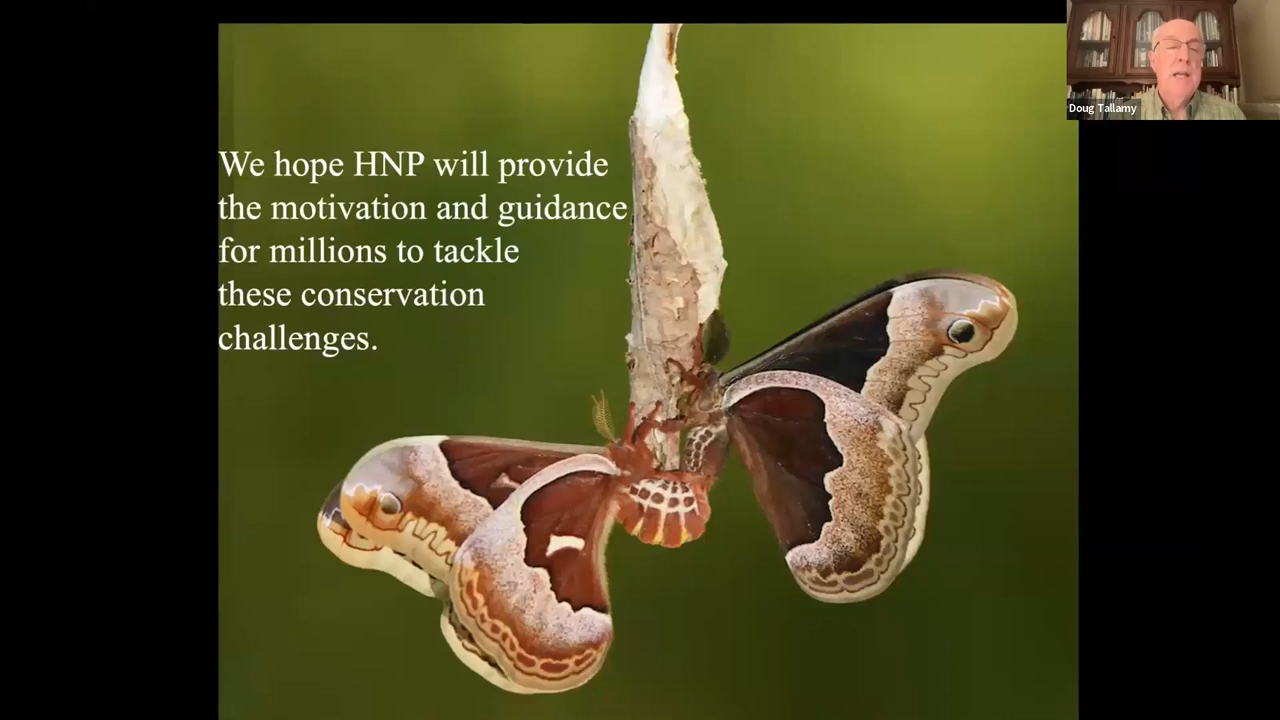 We hope HNP will provide
the motivation and guidance
for millions to tackle
these conservation
challenges.
Doug Tallamy